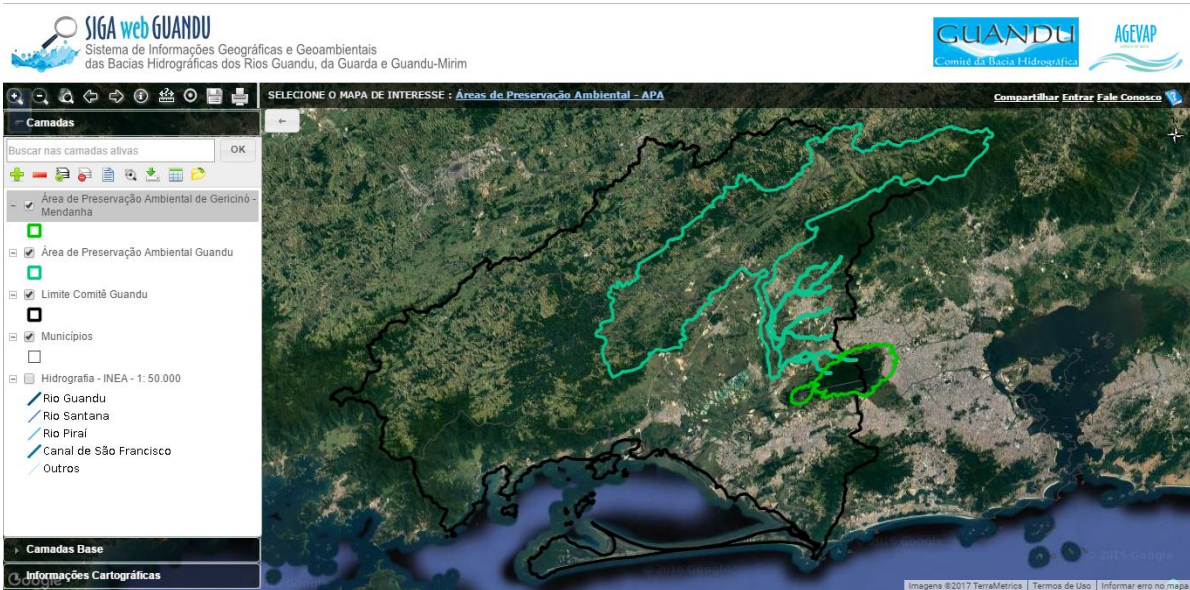 SIGA web GUANDU
Sistema de Informações Geográficas e Geoambientais
das Bacias Hidrográficas dos Rios Guandu, da Guarda e Guandu-Mirim
GUANDU
Comitê da Bacia Hidrográfica
AGEVAP
SELECIONE O MAPA DE INTERESSE : Áreas de Preservação Ambiental - APA
Compartilhar Entrar Fale Conosco
Camadas
Buscar nas camadas ativas
OK
Área de Preservação Ambiental de Gericinó -
Mendanha
Área de Preservação Ambiental Guandu
Limite Comitê Guandu
Municípios
Hidrografia - INEA - 1: 50.000
Rio Guandu
Rio Santana
Rio Piraí
Canal de São Francisco
Outros
Camadas Base
Informações Cartográficas
Google
© 2016 Google
Imagens ©2017 TerraMetrics
Termos de Uso
Informar erro no mapa